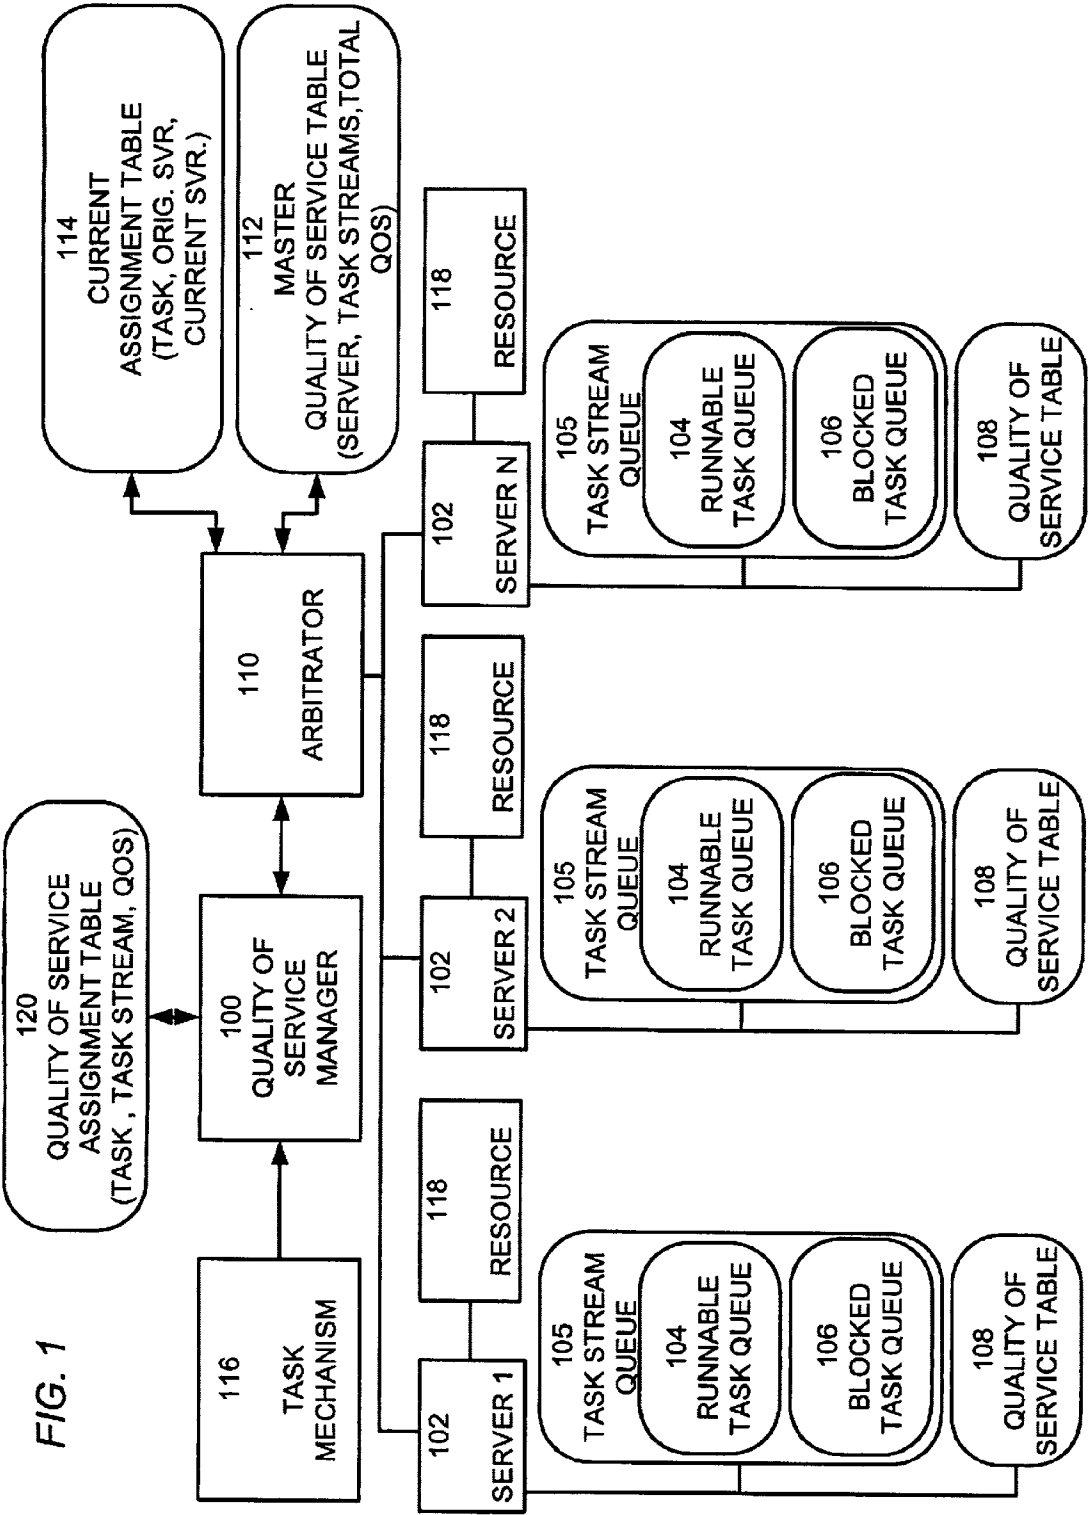 FIG. 1
120
QUALITY OF SERVICE
ASSIGNMENT TABLE
(TASK , TASK STREAM, QOS)
114
CURRENT
ASSIGNMENT TABLE
(TASK, ORIG. SVR,
CURRENT SVR.)
112
MASTER
QUALITY OF SERVICE TABLE
(SERVER, TASK STREAMS,TOTAL
QOS)
116
TASK
MECHANISM
100
QUALITY OF
SERVICE
MANAGER
110
ARBITRATOR
102
SERVER 1
118
RESOURCE
105
TASK STREAM
QUEUE
104
RUNNABLE
TASK QUEUE
106
BLOCKED
TASK QUEUE
108
QUALITY OF
SERVICE TABLE
102
SERVER 2
118
RESOURCE
105
TASK STREAM
QUEUE
104
RUNNABLE
TASK QUEUE
106
BLOCKED
TASK QUEUE
108
QUALITY OF
SERVICE TABLE
102
SERVER N
118
RESOURCE
105
TASK STREAM
QUEUE
104
RUNNABLE
TASK QUEUE
106
BLOCKED
TASK QUEUE
108
QUALITY OF
SERVICE TABLE